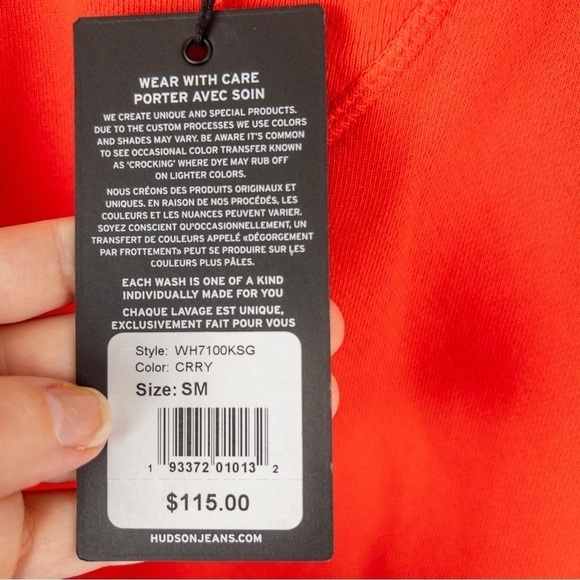 WEAR WITH CARE
PORTER AVEC SOIN
WE CREATE UNIQUE AND SPECIAL PRODUCTS.
DUE TO THE CUSTOM PROCESSES WE USE COLORS
AND SHADES MAY VARY. BE AWARE IT'S COMMON
TO SEE OCCASIONAL COLOR TRANSFER KNOWN
AS 'CROCKING' WHERE DYE MAY RUB OFF
ON LIGHTER COLORS.
NOUS CRÉONS DES PRODUITS ORIGINAUX ET
UNIQUES. EN RAISON DE NOS PROCÉDÉS, LES
COULEURS ET LES NUANCES PEUVENT VARIER.
SOYEZ CONSCIENT QU'OCCASIONNELLEMENT, UN
TRANSFERT DE COULEURS APPELÉ «DÉGORGEMENT
PAR FROTTEMENT» PEUT SE PRODUIRE SUR LES
COULEURS PLUS PÂLES.
EACH WASH IS ONE OF A KIND
INDIVIDUALLY MADE FOR YOU
CHAQUE LAVAGE EST UNIQUE,
EXCLUSIVEMENT FAIT POUR VOUS
Style: WH7100KSG
Color: CRRY
Size: SM
1 93372 01013 2
$115.00
HUDSONJEANS.COM